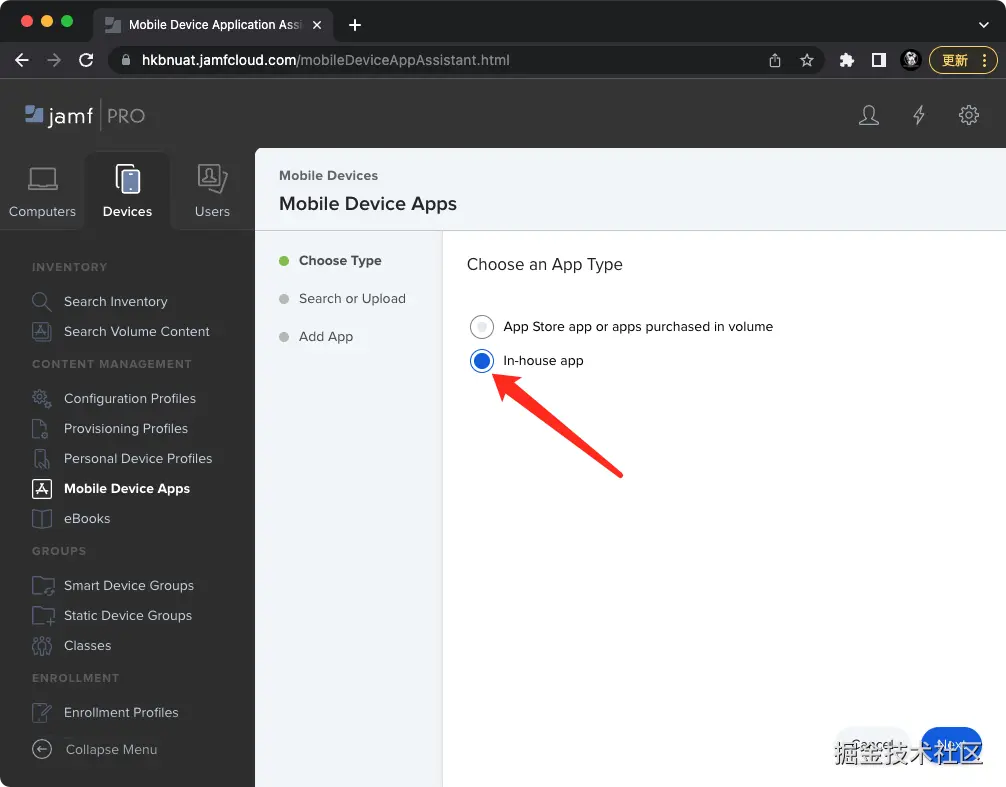 Mobile Device Application Assi
hkbnuat.jamfcloud.com/mobileDeviceAppAssistant.html
更新
jamf PRO
Computers
Devices
Users
Mobile Devices
Mobile Device Apps
INVENTORY
Search Inventory
Search Volume Content
CONTENT MANAGEMENT
Configuration Profiles
Provisioning Profiles
Personal Device Profiles
Mobile Device Apps
eBooks
GROUPS
Smart Device Groups
Static Device Groups
Classes
ENROLLMENT
Enrollment Profiles
Collapse Menu
Choose Type
Search or Upload
Add App
Choose an App Type
App Store app or apps purchased in volume
In-house app
Cancel
Next
掘金技术社区